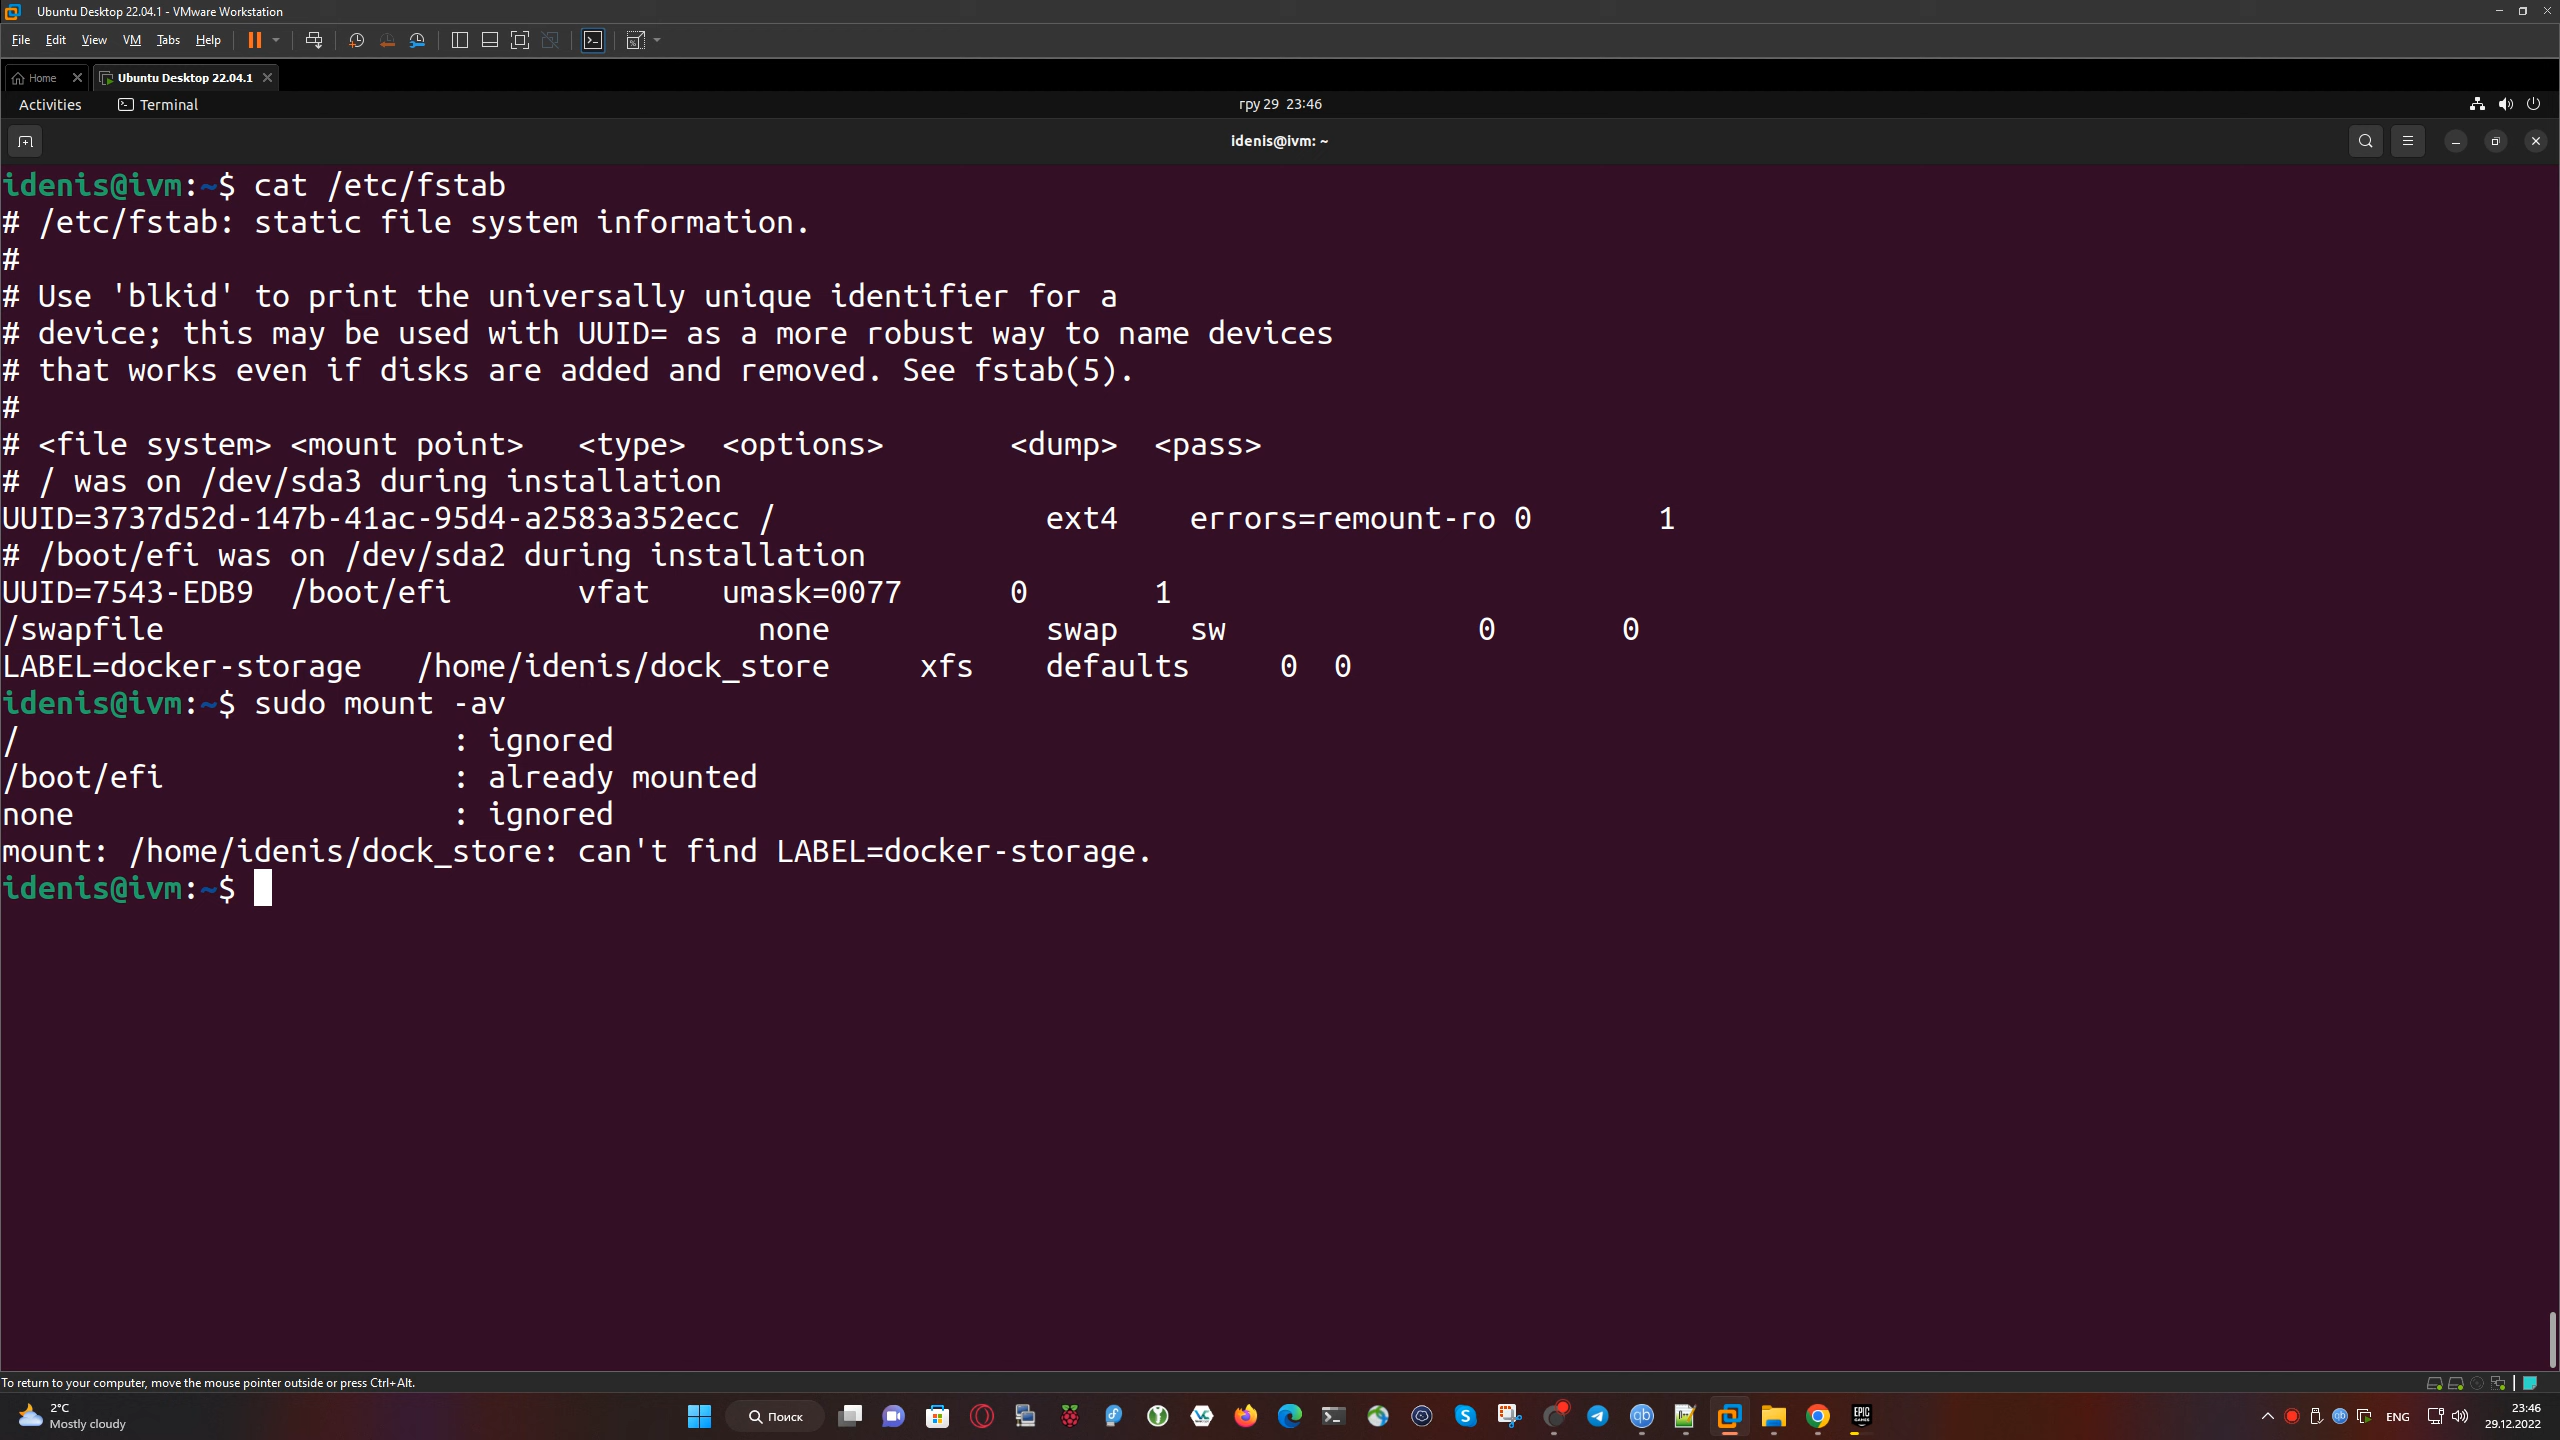 Ubuntu Desktop 22.04.1 - VMware Workstation
File Edit View VM Tabs Help
Home Ubuntu Desktop 22.04.1
Activities Terminal гру 29 23:46
idenis@ivm: ~
idenis@ivm:~$ cat /etc/fstab
# /etc/fstab: static file system information.
#
# Use 'blkid' to print the universally unique identifier for a
# device; this may be used with UUID= as a more robust way to name devices
# that works even if disks are added and removed. See fstab(5).
#
# <file system> <mount point>   <type>  <options>       <dump>  <pass>
# / was on /dev/sda3 during installation
UUID=3737d52d-147b-41ac-95d4-a2583a352ecc /               ext4    errors=remount-ro 0       1
# /boot/efi was on /dev/sda2 during installation
UUID=7543-EDB9  /boot/efi       vfat    umask=0077      0       1
/swapfile                                 none            swap    sw              0       0
LABEL=docker-storage   /home/idenis/dock_store     xfs    defaults     0  0
idenis@ivm:~$ sudo mount -av
/                        : ignored
/boot/efi                : already mounted
none                     : ignored
mount: /home/idenis/dock_store: can't find LABEL=docker-storage.
idenis@ivm:~$
To return to your computer, move the mouse pointer outside or press Ctrl+Alt.
2°C
Mostly cloudy
Поиск
ENG
23:46
29.12.2022